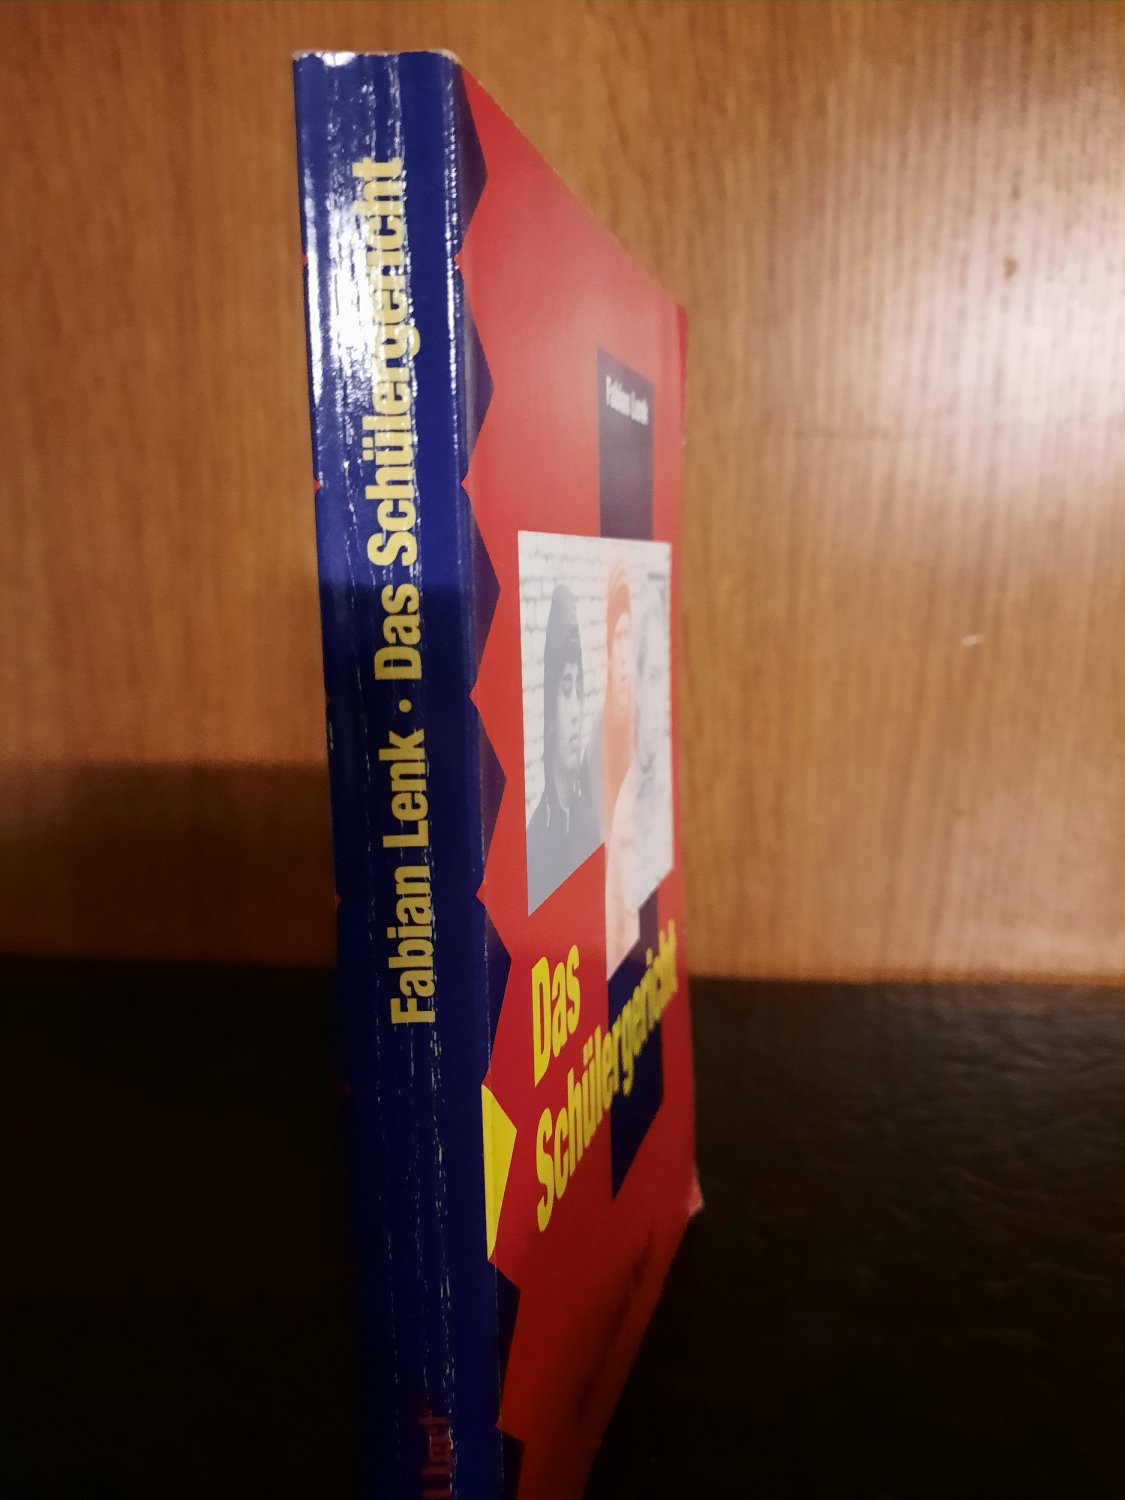 Fabian Lenk · Das Schülergericht
Fabian Lenk
Das
Schülergericht